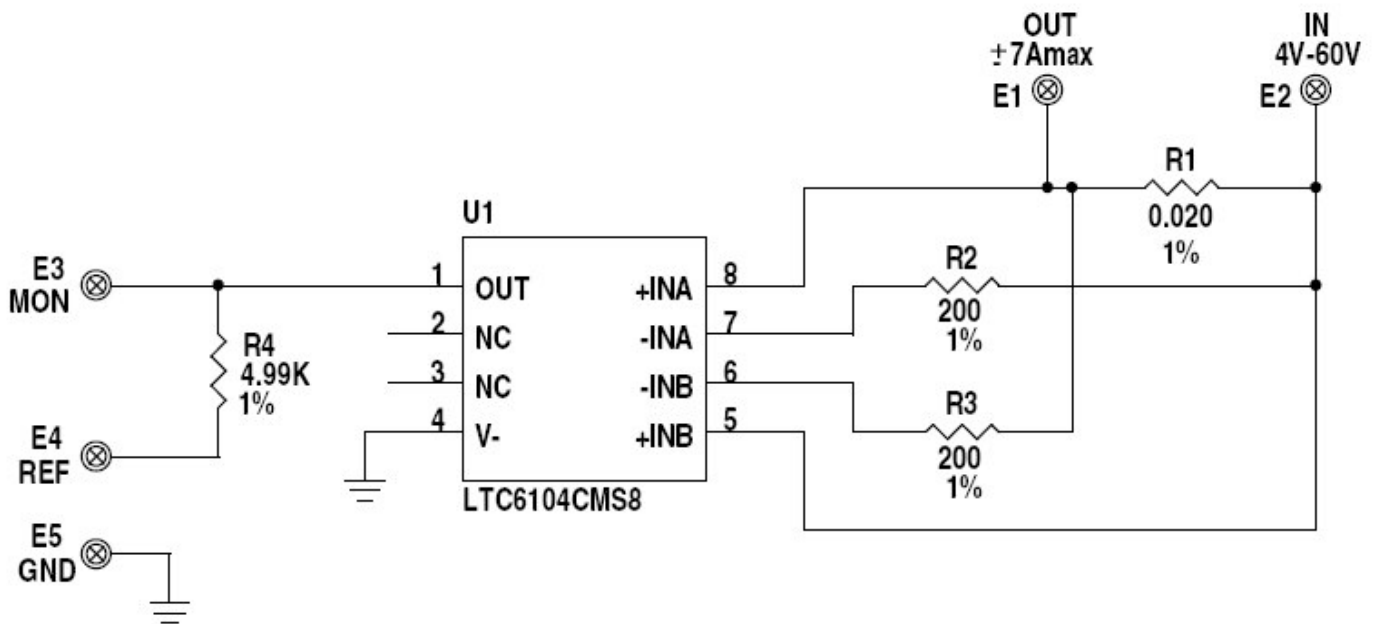 OUT
±7Amax
E1
IN
4V-60V
E2
R1
0.020
1%
U1
E3
MON
1
OUT
+INA
8
R2
200
1%
2
NC
-INA
7
R4
4.99K
1%
3
NC
-INB
6
R3
200
1%
4
V-
+INB
5
E4
REF
LTC6104CMS8
E5
GND